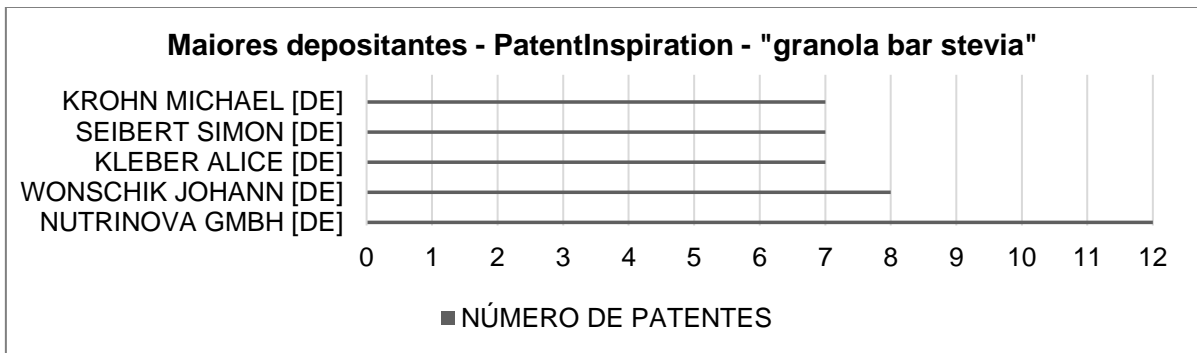 Maiores depositantes - PatentInspiration - "granola bar stevia"
KROHN MICHAEL [DE]
SEIBERT SIMON [DE]
KLEBER ALICE [DE]
WONSCHIK JOHANN [DE]
NUTRINOVA GMBH [DE]
0 1 2 3 4 5 6 7 8 9 10 11 12
NÚMERO DE PATENTES